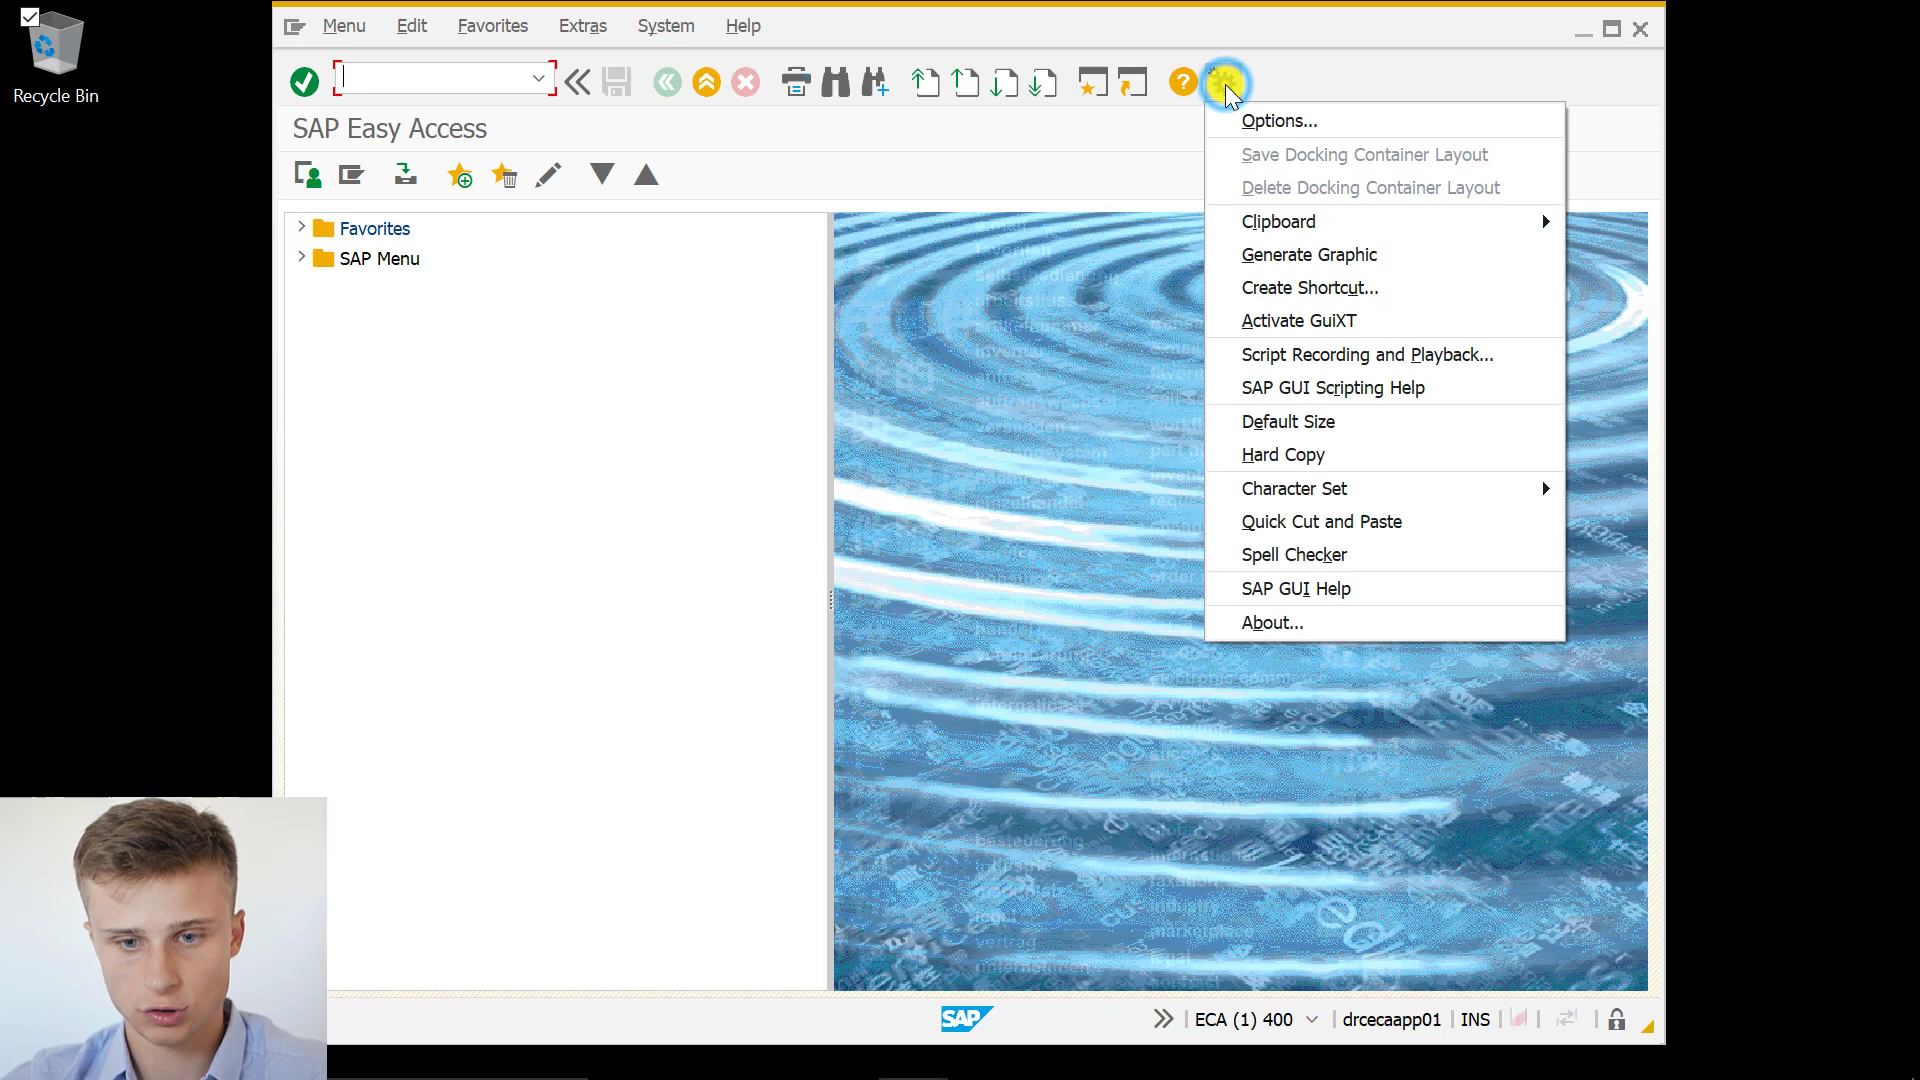 Recycle Bin
Menu Edit Favorites Extras System Help
SAP Easy Access
Favorites
SAP Menu
Options...
Save Docking Container Layout
Delete Docking Container Layout
Clipboard
Generate Graphic
Create Shortcut...
Activate GuiXT
Script Recording and Playback...
SAP GUI Scripting Help
Default Size
Hard Copy
Character Set
Quick Cut and Paste
Spell Checker
SAP GUI Help
About...
international
marketplace
vertrag
SAP
ECA (1) 400
drcecaapp01
INS